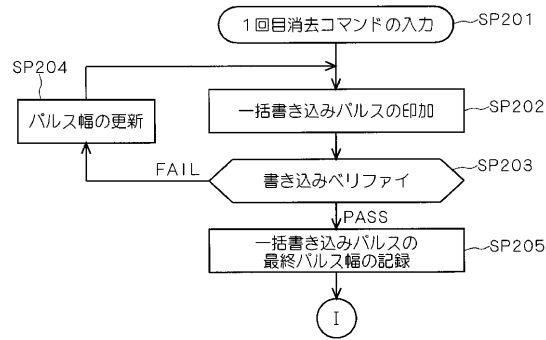 1回目消去コマンドの入力
SP201
SP204
パルス幅の更新
一括書き込みパルスの印加
SP202
FAIL
書き込みベリファイ
SP203
PASS
一括書き込みパルスの
最終パルス幅の記録
SP205
I